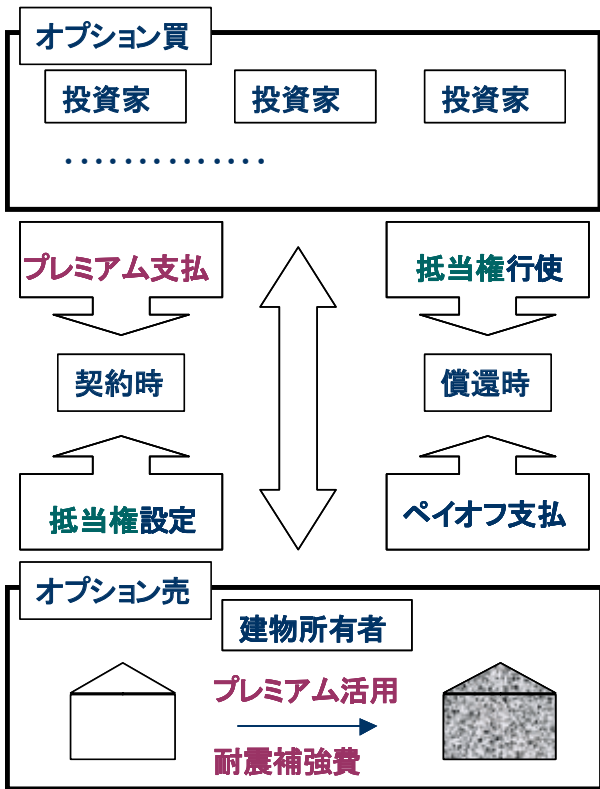 オプション買
投資家 投資家 投資家
‥‥‥‥‥‥‥
プレミアム支払 抵当権行使
契約時 償還時
抵当権設定 ペイオフ支払
オプション売
建物所有者
プレミアム活用
耐震補強費